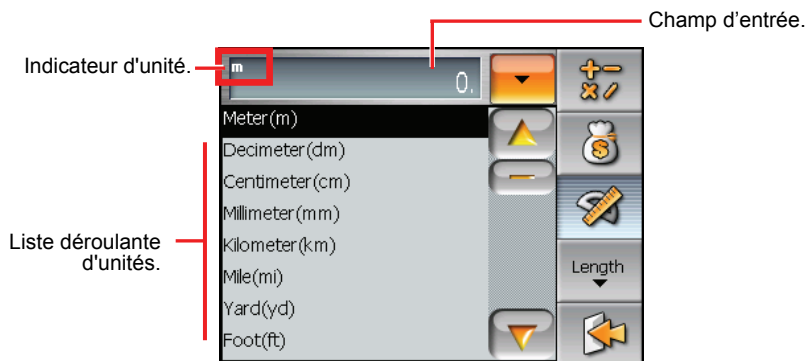 Champ d’entrée.
Indicateur d'unité.
m
0.
Meter(m)
Decimeter(dm)
Centimeter(cm)
Millimeter(mm)
Kilometer(km)
Mile(mi)
Yard(yd)
Foot(ft)
Liste déroulante
d'unités.
Length